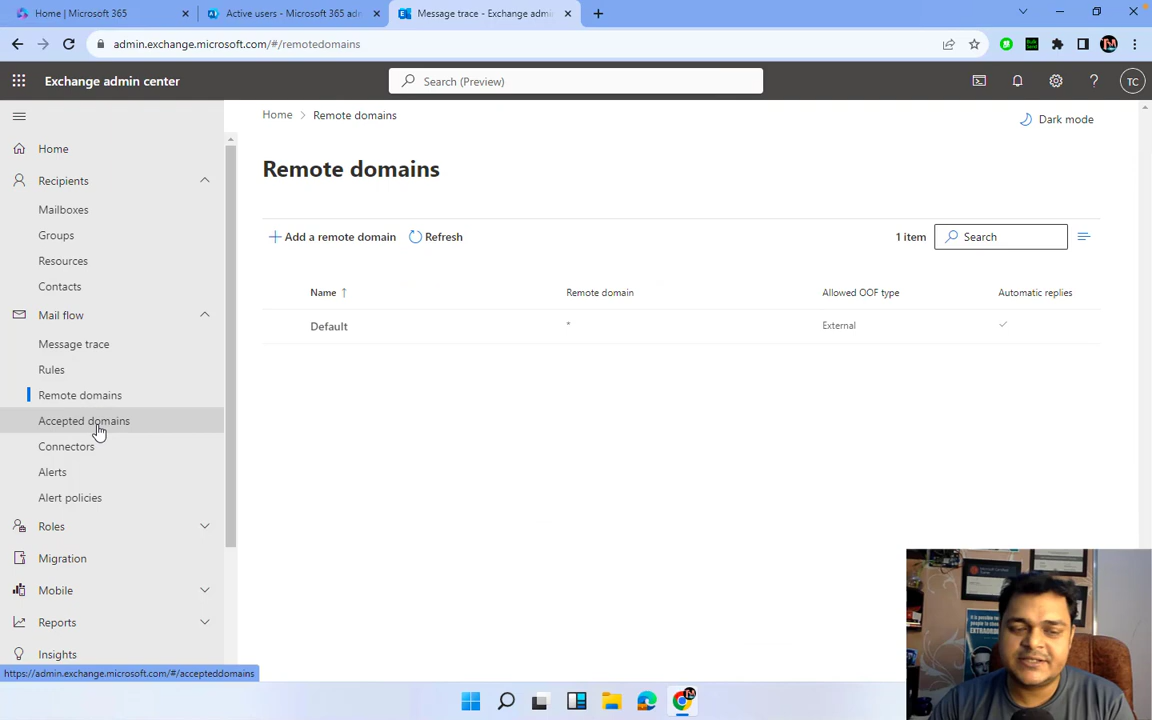 Home | Microsoft 365
Active users - Microsoft 365 adm
Message trace - Exchange admin
admin.exchange.microsoft.com/#/remotedomains
Exchange admin center
Search (Preview)
TC
Home
Remote domains
Dark mode
Remote domains
Add a remote domain
Refresh
1 item
Search
Name ↑
Remote domain
Allowed OOF type
Automatic replies
Default
*
External
Home
Recipients
Mailboxes
Groups
Resources
Contacts
Mail flow
Message trace
Rules
Remote domains
Accepted domains
Connectors
Alerts
Alert policies
Roles
Migration
Mobile
Reports
Insights
https://admin.exchange.microsoft.com/#/accepteddomains
EXTRAORDI